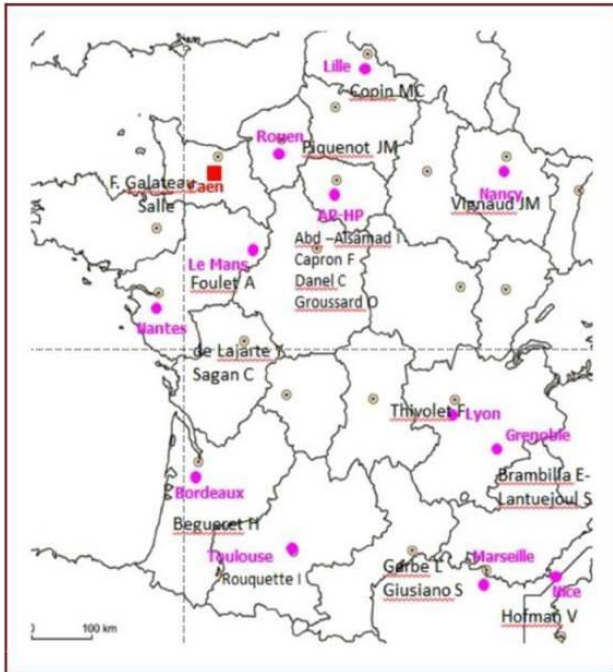 Lille
Copin MC
Rouen
Piquenot JM
F. Galateau-
Salle
Caen
Nancy
Vignaud JM
AP-HP
Abd –Alsamad I
Capron F
Danel C
Groussard O
Le Mans
Foulet A
Nantes
de Lajarte
Sagan C
Thivolet F
Lyon
Grenoble
Brambilla E-
Lantuejoul S
Bordeaux
Begueret H
Toulouse
Rouquette I
Garbe L
Giusiano S
Marseille
Nice
Hofman V
0
100 km